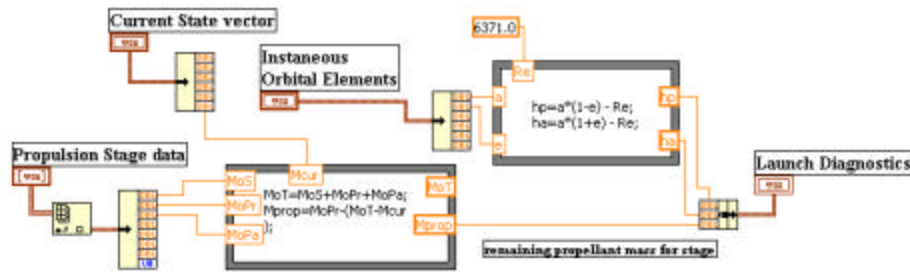 Current State vector
6371.0
Instaneous
Orbital Elements
Re
a
hp=a*(1-e) - Re;
hp
ha=a*(1+e) - Re;
e
ha
Propulsion Stage data
Launch Diagnostics
Mcur
MoS
MoT=MoS+MoPr+MoPa;
MoT
MoPr
Mprop=MoPr-(MoT-Mcur
);
MoPa
Mprop
remaining propellant mass for stage